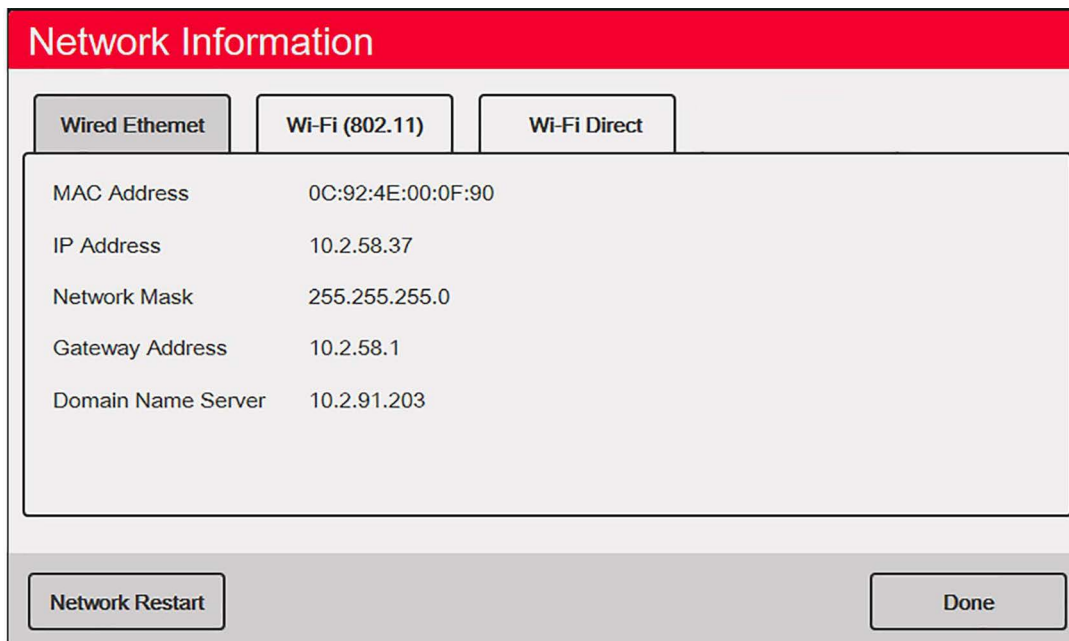 Network Information
Wired Ethernet Wi-Fi (802.11) Wi-Fi Direct
MAC Address 0C:92:4E:00:0F:90
IP Address 10.2.58.37
Network Mask 255.255.255.0
Gateway Address 10.2.58.1
Domain Name Server 10.2.91.203
Network Restart Done